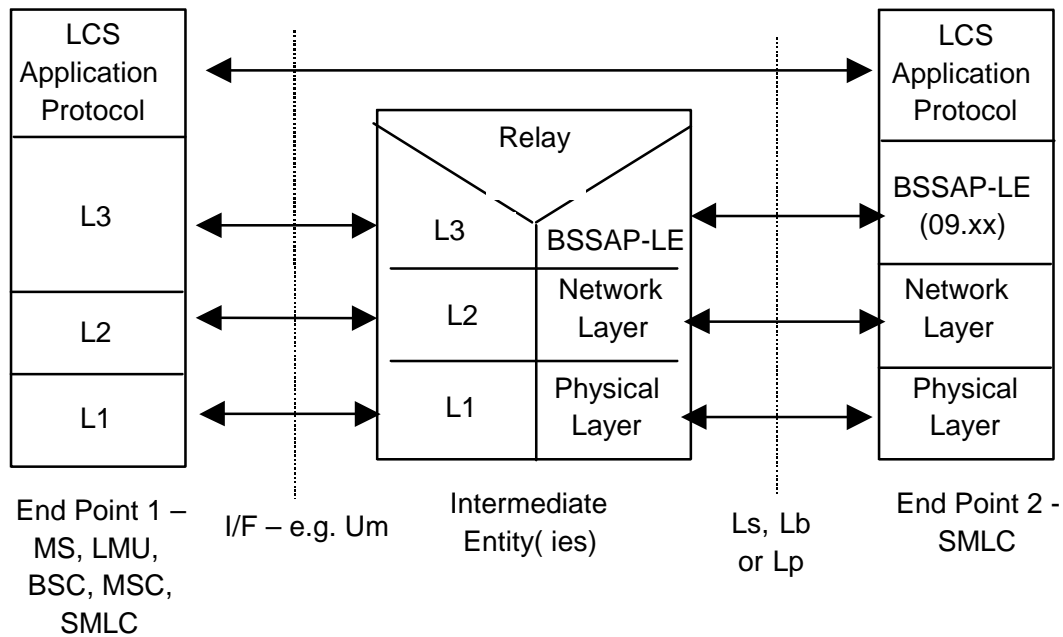 LCS
Application
Protocol
L3
L2
L1
End Point 1 –
MS, LMU,
BSC, MSC,
SMLC
I/F – e.g. Um
Relay
L3
BSSAP-LE
L2
Network
Layer
L1
Physical
Layer
Intermediate
Entity( ies)
Ls, Lb
or Lp
LCS
Application
Protocol
BSSAP-LE
(09.xx)
Network
Layer
Physical
Layer
End Point 2 -
SMLC